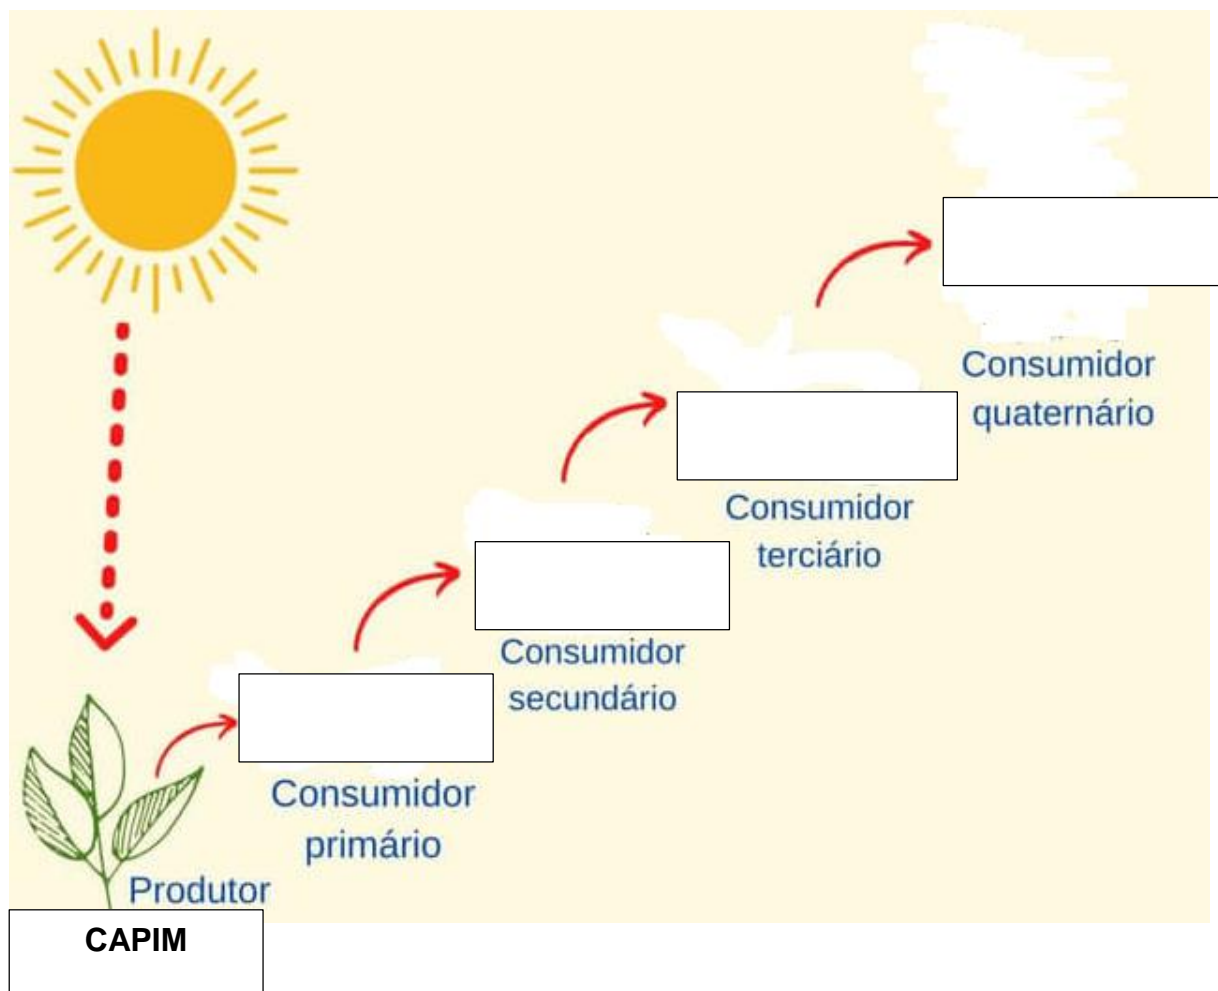 Consumidor
quaternário
Consumidor
terciário
Consumidor
secundário
Consumidor
primário
Produtor
CAPIM